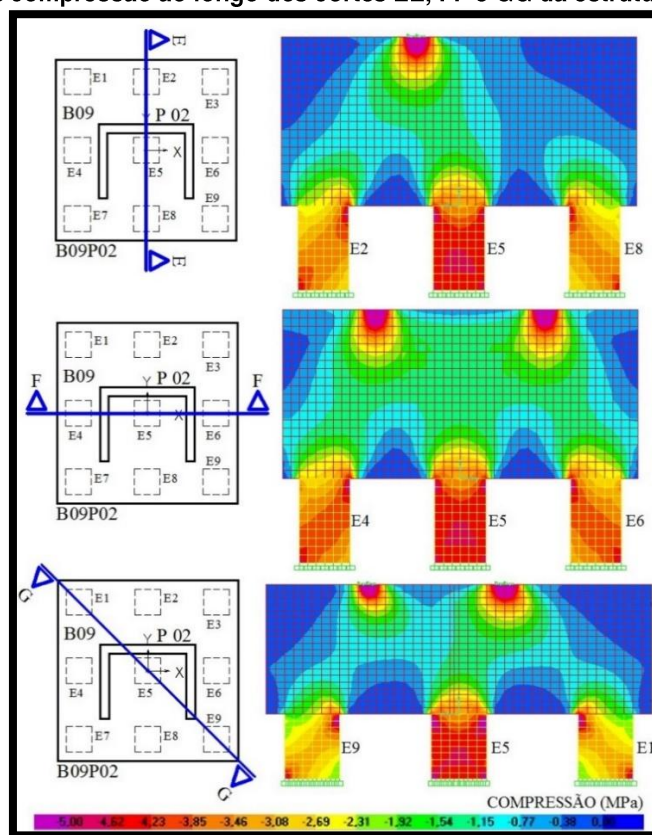 compressão ao longo dos cortes EE, FF e GG da estrutu
E
E1
E2
E3
B09
Y
P 02
E4
E5
X
E6
E7
E8
E9
B09P02
E
E2
E5
E8
E1
E2
E3
F
B09
Y
P 02
F
E4
E5
X
E6
E7
E8
E9
B09P02
E4
E5
E6
G
E1
E2
E3
B09
Y
P 02
E4
E5
X
E6
E7
E8
E9
B09P02
G
E9
E5
E1
COMPRESSÃO (MPa)
-5,00 -4,62 -4,23 -3,85 -3,46 -3,08 -2,69 -2,31 -1,92 -1,54 -1,15 -0,77 -0,38